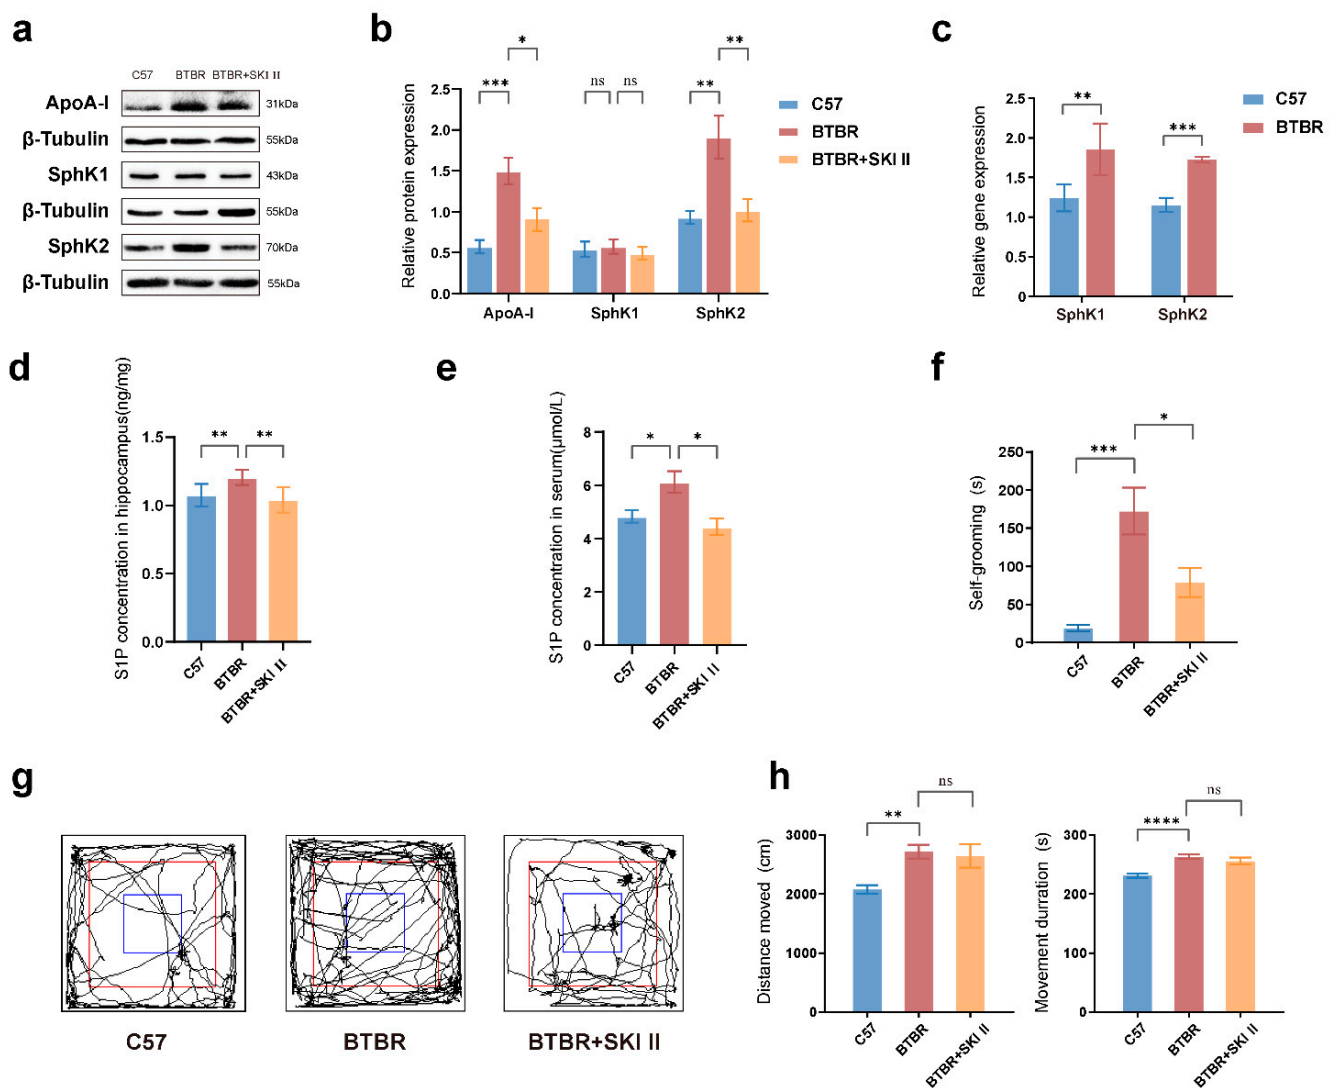 a
C57 BTBR BTBR+SKI II
ApoA-I 31kDa
β-Tubulin 55kDa
SphK1 43kDa
β-Tubulin 55kDa
SphK2 70kDa
β-Tubulin 55kDa
b
Relative protein expression
2.5
2.0
1.5
1.0
0.5
0.0
*** * ns ns ** **
ApoA-I SphK1 SphK2
C57
BTBR
BTBR+SKI II
c
Relative gene expression
2.5
2.0
1.5
1.0
0.5
0
** ***
SphK1 SphK2
C57
BTBR
d
S1P concentration in hippocampus(ng/mg)
1.5
1.0
0.5
0.0
** **
C57 BTBR BTBR+SKI II
e
S1P concentration in serum(μmol/L)
8
6
4
2
0
* *
C57 BTBR BTBR+SKI II
f
Self-grooming (s)
250
200
150
100
50
0
*** *
C57 BTBR BTBR+SKI II
g
C57 BTBR BTBR+SKI II
h
Distance moved (cm)
3000
2000
1000
0
** ns
C57 BTBR BTBR+SKI II
Movement durration (s)
300
200
100
0
**** ns
C57 BTBR BTBR+SKI II